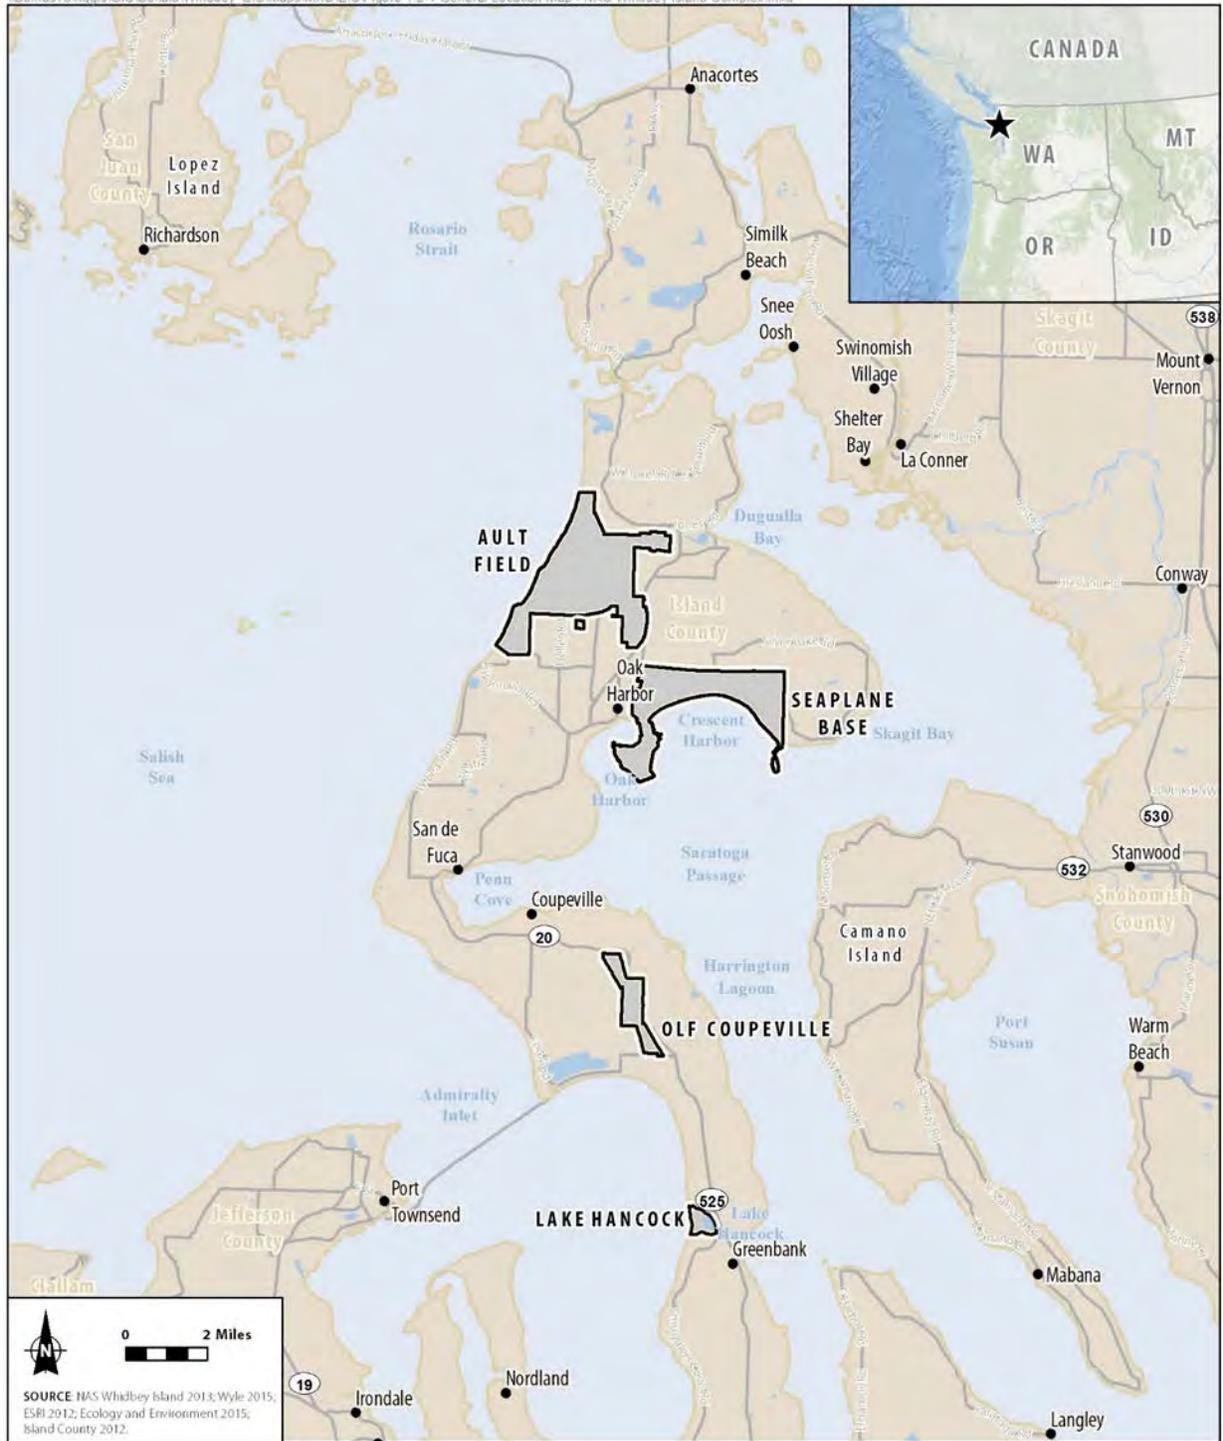 Anacortes - Friday Harbor
Anacortes
CANADA
WA
MT
OR
ID
San
Juan
County
Lopez
Island
Richardson
Rosario
Strait
Similk
Beach
Snee
Oosh
Swinomish
Village
Shelter
Bay
La Conner
Skagit
County
538
Mount
Vernon
AULT
FIELD
Dugualla
Bay
Conway
Island
County
Oak
Harbor
SEAPLANE
BASE
Crescent
Harbor
Skagit Bay
Oak
Harbor
Salish
Sea
San de
Fuca
Saratoga
Passage
Penn
Cove
Coupeville
20
530
532
Stanwood
Snohomish
County
Camano
Island
Harrington
Lagoon
OLF COUPEVILLE
Port
Susan
Warm
Beach
Admiralty
Inlet
Port
Townsend
Jefferson
County
Clallam
LAKE HANCOCK
525
Lake
Hancock
Greenbank
Mabana
N
0 2 Miles
SOURCE: NAS Whidbey Island 2013; Wyle 2015;
ESRI 2012; Ecology and Environment 2015;
Island County 2012.
19
Irondale
Nordland
Langley